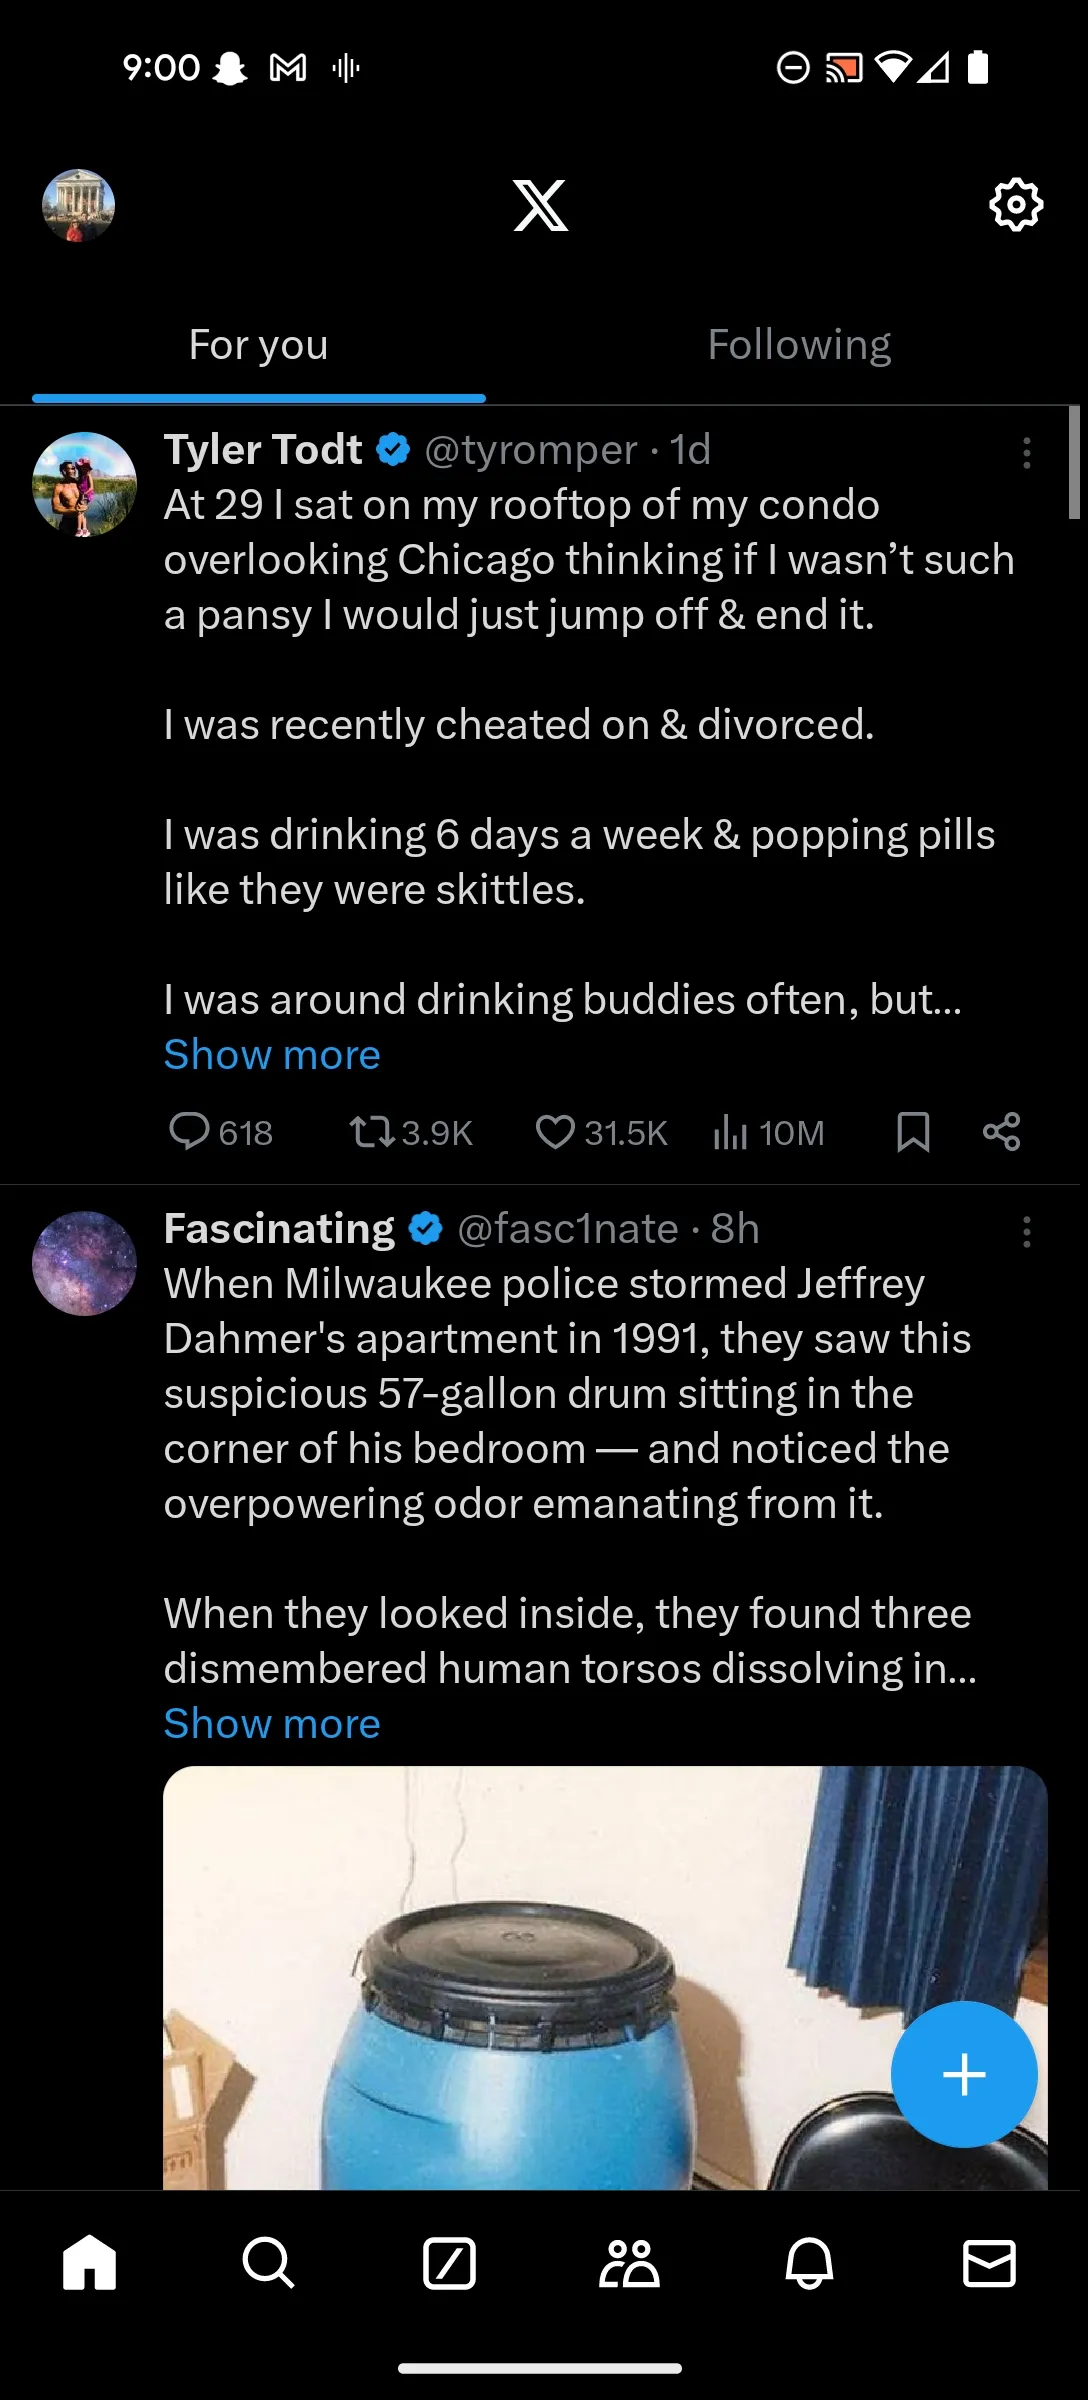 9:00
For you
Following
Tyler Todt @tyromper · 1d
At 29 I sat on my rooftop of my condo
overlooking Chicago thinking if I wasn’t such
a pansy I would just jump off & end it.
I was recently cheated on & divorced.
I was drinking 6 days a week & popping pills
like they were skittles.
I was around drinking buddies often, but...
Show more
618 3.9K 31.5K 10M
Fascinating @fasc1nate · 8h
When Milwaukee police stormed Jeffrey
Dahmer's apartment in 1991, they saw this
suspicious 57-gallon drum sitting in the
corner of his bedroom — and noticed the
overpowering odor emanating from it.
When they looked inside, they found three
dismembered human torsos dissolving in...
Show more